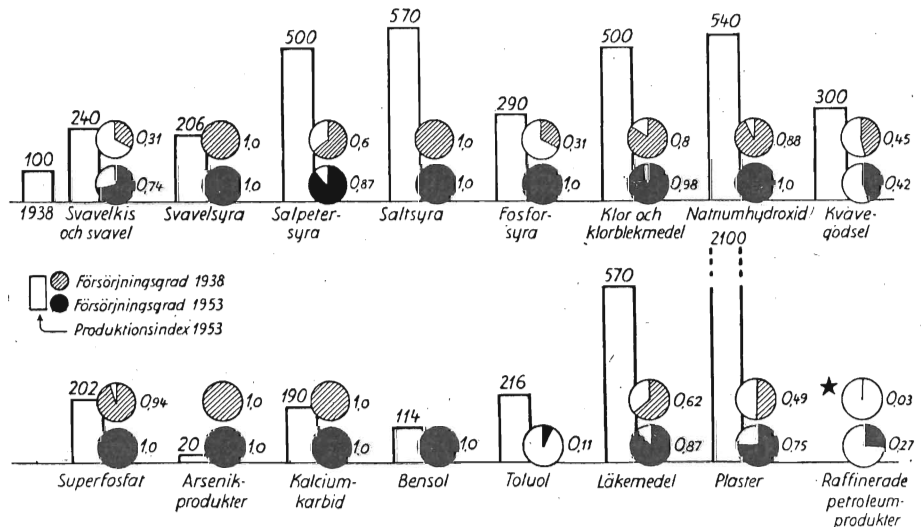 570
540
500
500
290
300
240
206
100
0,31
1,0
0,6
1,0
0,31
0,8
0,88
0,45
0,74
1,0
0,87
1,0
1,0
0,98
1,0
0,42
1938
Svavelkis
och svavel
Svavelsyra
Salpeter-
syra
Saltsyra
Fosfor-
syra
Klor och
klorblekmedel
Natriumhydroxid
Kväve-
gödsel
Försörjningsgrad 1938
Försörjningsgrad 1953
Produktionsindex 1953
2100
570
202
20
190
114
216
0,94
1,0
1,0
0,62
0,49
0,03
1,0
1,0
1,0
1,0
0,11
0,87
0,75
0,27
Superfosfat
Arsenik-
produkter
Kalcium-
karbid
Bensol
Toluol
Läkemedel
Plaster
Raffinerade
petroleum-
produkter